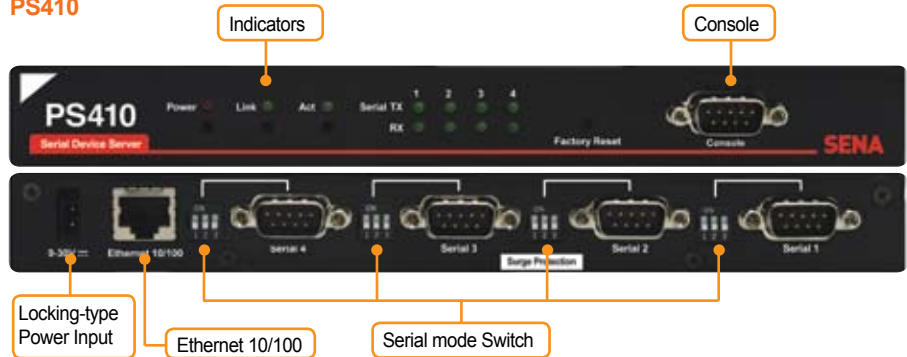 PS410
Indicators
Console
PS410
Serial Device Server
Power
Link
Act
Serial TX
1 2 3 4
RX
Factory Reset
Console
SENA
9-30V
Ethernet 10/100
Serial 4
Serial 3
Serial 2
Serial 1
Surge Protection
Locking-type
Power Input
Ethernet 10/100
Serial mode Switch